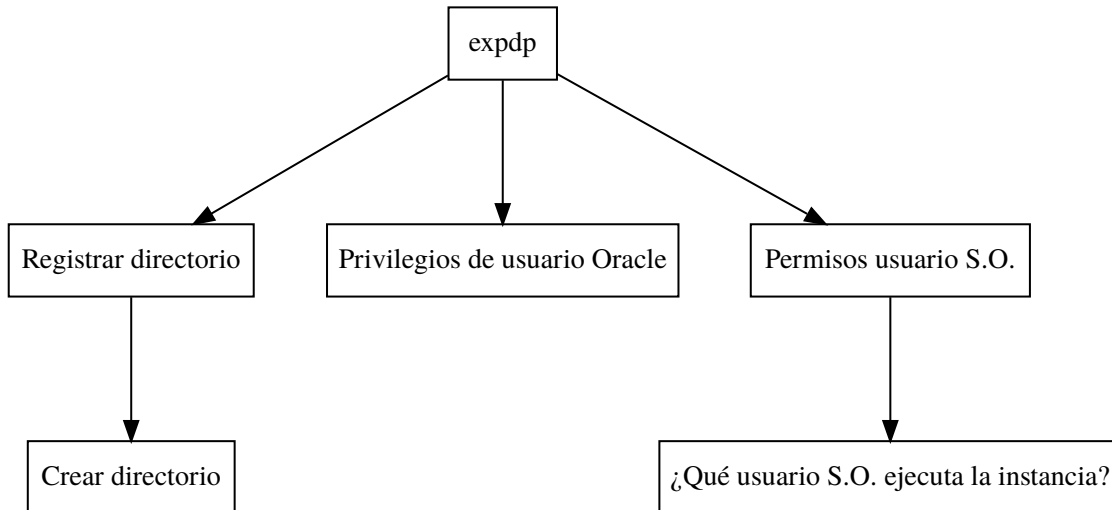 expdp
Registrar directorio
Privilegios de usuario Oracle
Permisos usuario S.O.
Crear directorio
¿Qué usuario S.O. ejecuta la instancia?